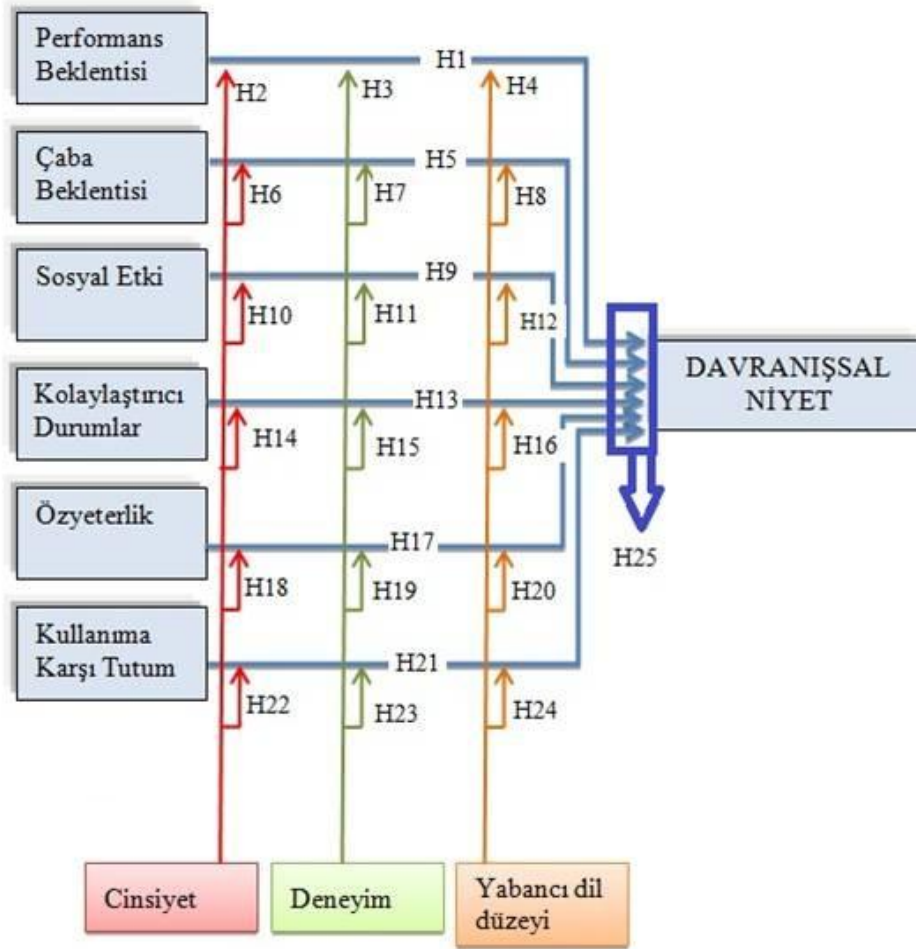 Performans
Beklentisi
H1
H2
H3
H4
Çaba
Beklentisi
H5
H6
H7
H8
Sosyal Etki
H9
H10
H11
H12
DAVRANIŞSAL
NİYET
Kolaylaştırıcı
Durumlar
H13
H14
H15
H16
Özyeterlik
H17
H25
H18
H19
H20
Kullanıma
Karşı Tutum
H21
H22
H23
H24
Cinsiyet
Deneyim
Yabancı dil
düzeyi